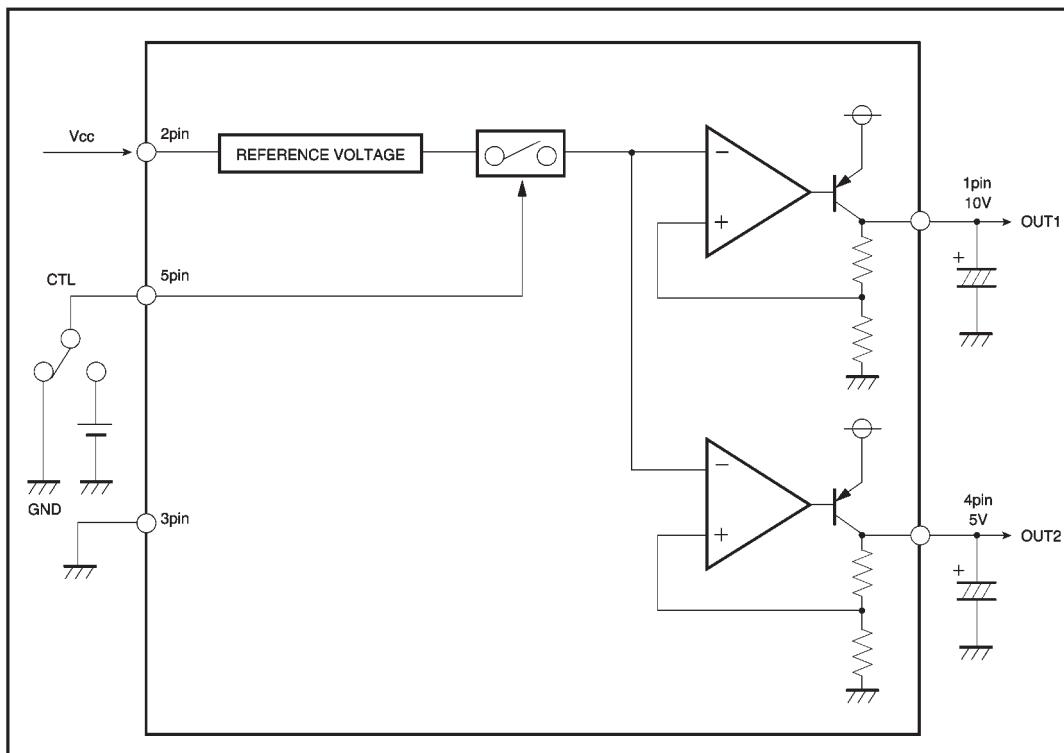 Vcc
2pin
REFERENCE VOLTAGE
−
+
1pin
10V
OUT1
+
CTL
5pin
GND
3pin
−
+
4pin
5V
OUT2
+